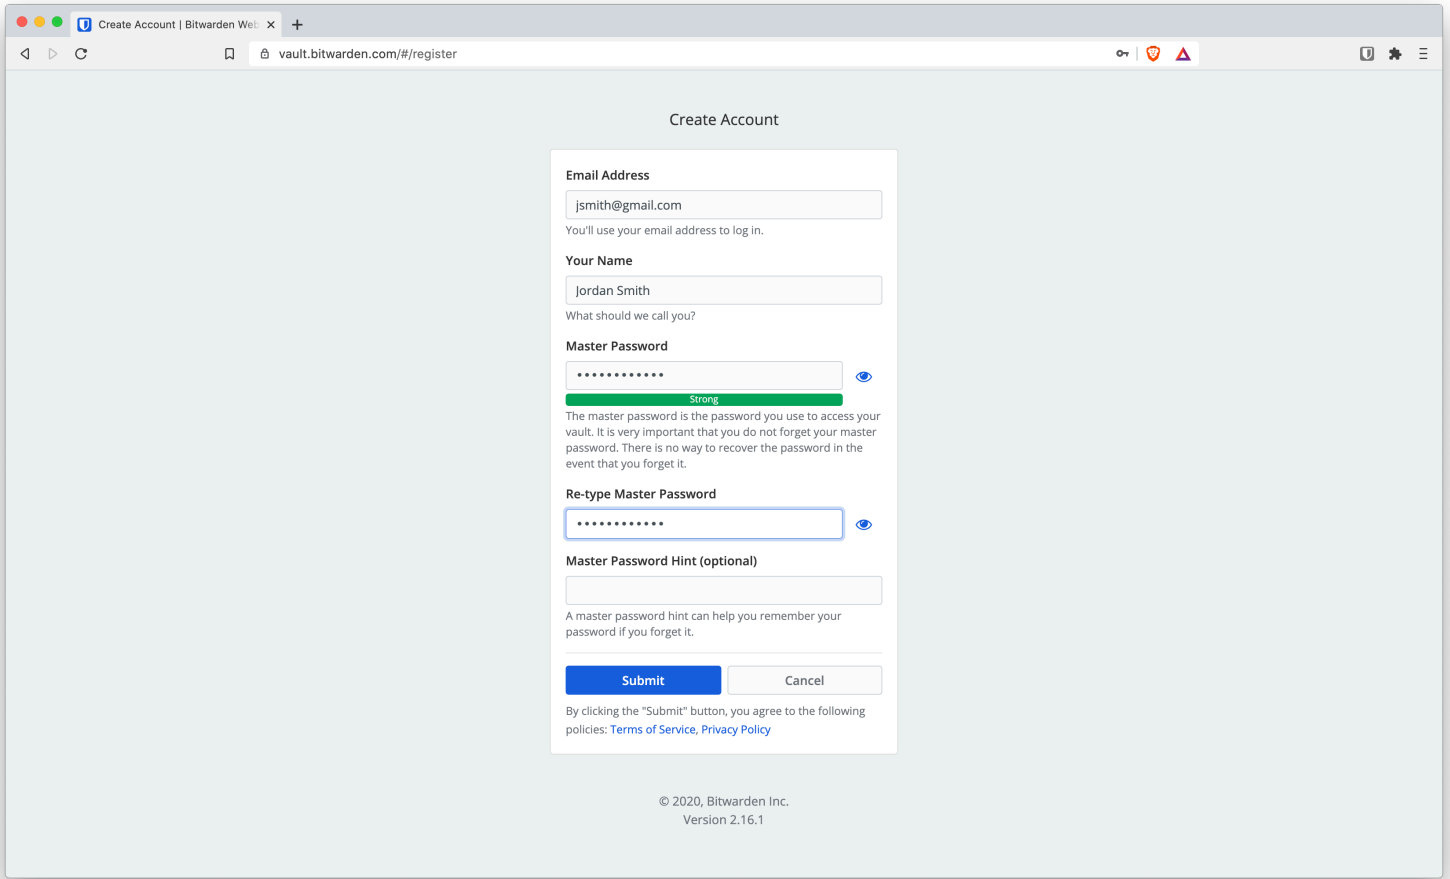 Create Account | Bitwarden Web
vault.bitwarden.com/#/register
Create Account
Email Address
jsmith@gmail.com
You'll use your email address to log in.
Your Name
Jordan Smith
What should we call you?
Master Password
••••••••••••
Strong
The master password is the password you use to access your
vault. It is very important that you do not forget your master
password. There is no way to recover the password in the
event that you forget it.
Re-type Master Password
••••••••••••
Master Password Hint (optional)
A master password hint can help you remember your
password if you forget it.
Submit Cancel
By clicking the "Submit" button, you agree to the following
policies: Terms of Service, Privacy Policy
© 2020, Bitwarden Inc.
Version 2.16.1